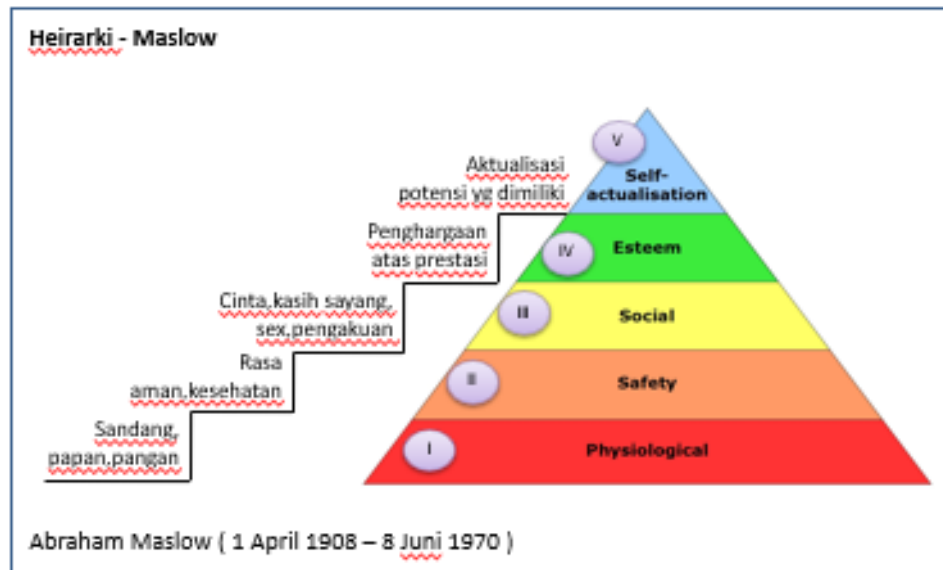 Heirarki - Maslow
V
Aktualisasi
potensi yg dimiliki
Self-
actualisation
Penghargaan
atas prestasi
IV
Esteem
Cinta,kasih sayang,
sex,pengakuan
III
Social
Rasa
aman,kesehatan
II
Safety
Sandang,
papan,pangan
I
Physiological
Abraham Maslow ( 1 April 1908 – 8 Juni 1970 )